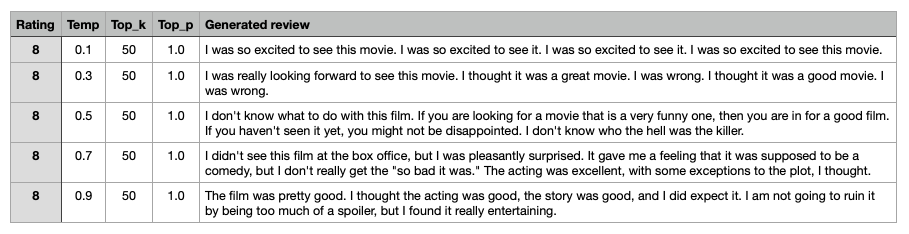 Rating Temp Top_k Top_p Generated review
8 0.1 50 1.0 I was so excited to see this movie. I was so excited to see it. I was so excited to see it. I was so excited to see this movie.
8 0.3 50 1.0 I was really looking forward to see this movie. I thought it was a great movie. I was wrong. I thought it was a good movie. I
was wrong.
8 0.5 50 1.0 I don't know what to do with this film. If you are looking for a movie that is a very funny one, then you are in for a good film.
If you haven't seen it yet, you might not be disappointed. I don't know who the hell was the killer.
8 0.7 50 1.0 I didn't see this film at the box office, but I was pleasantly surprised. It gave me a feeling that it was supposed to be a
comedy, but I don't really get the "so bad it was." The acting was excellent, with some exceptions to the plot, I thought.
8 0.9 50 1.0 The film was pretty good. I thought the acting was good, the story was good, and I did expect it. I am not going to ruin it
by being too much of a spoiler, but I found it really entertaining.